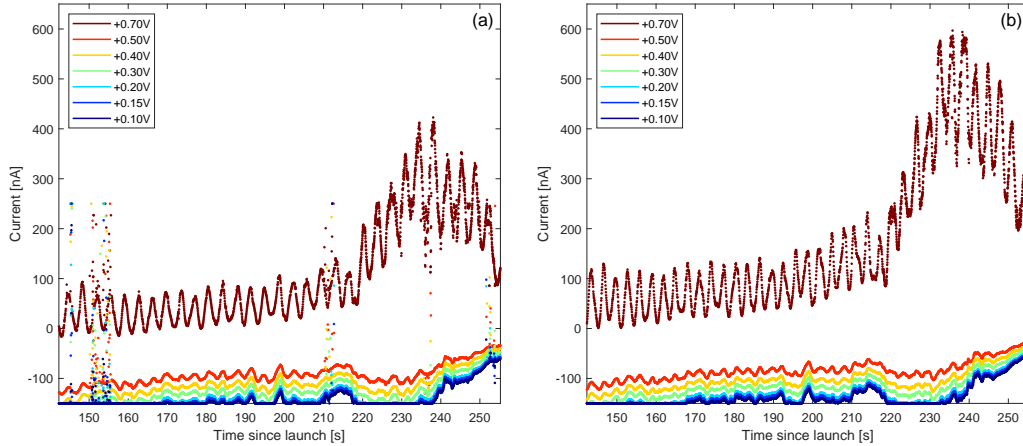 (a)
600
500
400
300
200
100
0
-100
Current [nA]
+0.70V
+0.50V
+0.40V
+0.30V
+0.20V
+0.15V
+0.10V
150 160 170 180 190 200 210 220 230 240 250
Time since launch [s]
(b)
600
500
400
300
200
100
0
-100
Current [nA]
+0.70V
+0.50V
+0.40V
+0.30V
+0.20V
+0.15V
+0.10V
150 160 170 180 190 200 210 220 230 240 250
Time since launch [s]